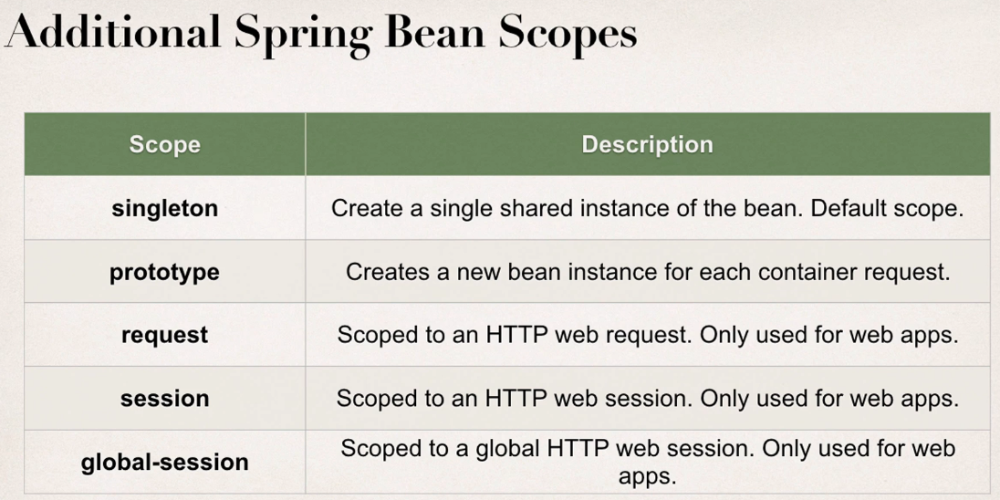 Additional Spring Bean Scopes
Scope Description
singleton Create a single shared instance of the bean. Default scope.
prototype Creates a new bean instance for each container request.
request Scoped to an HTTP web request. Only used for web apps.
session Scoped to an HTTP web session. Only used for web apps.
global-session Scoped to a global HTTP web session. Only used for web
apps.